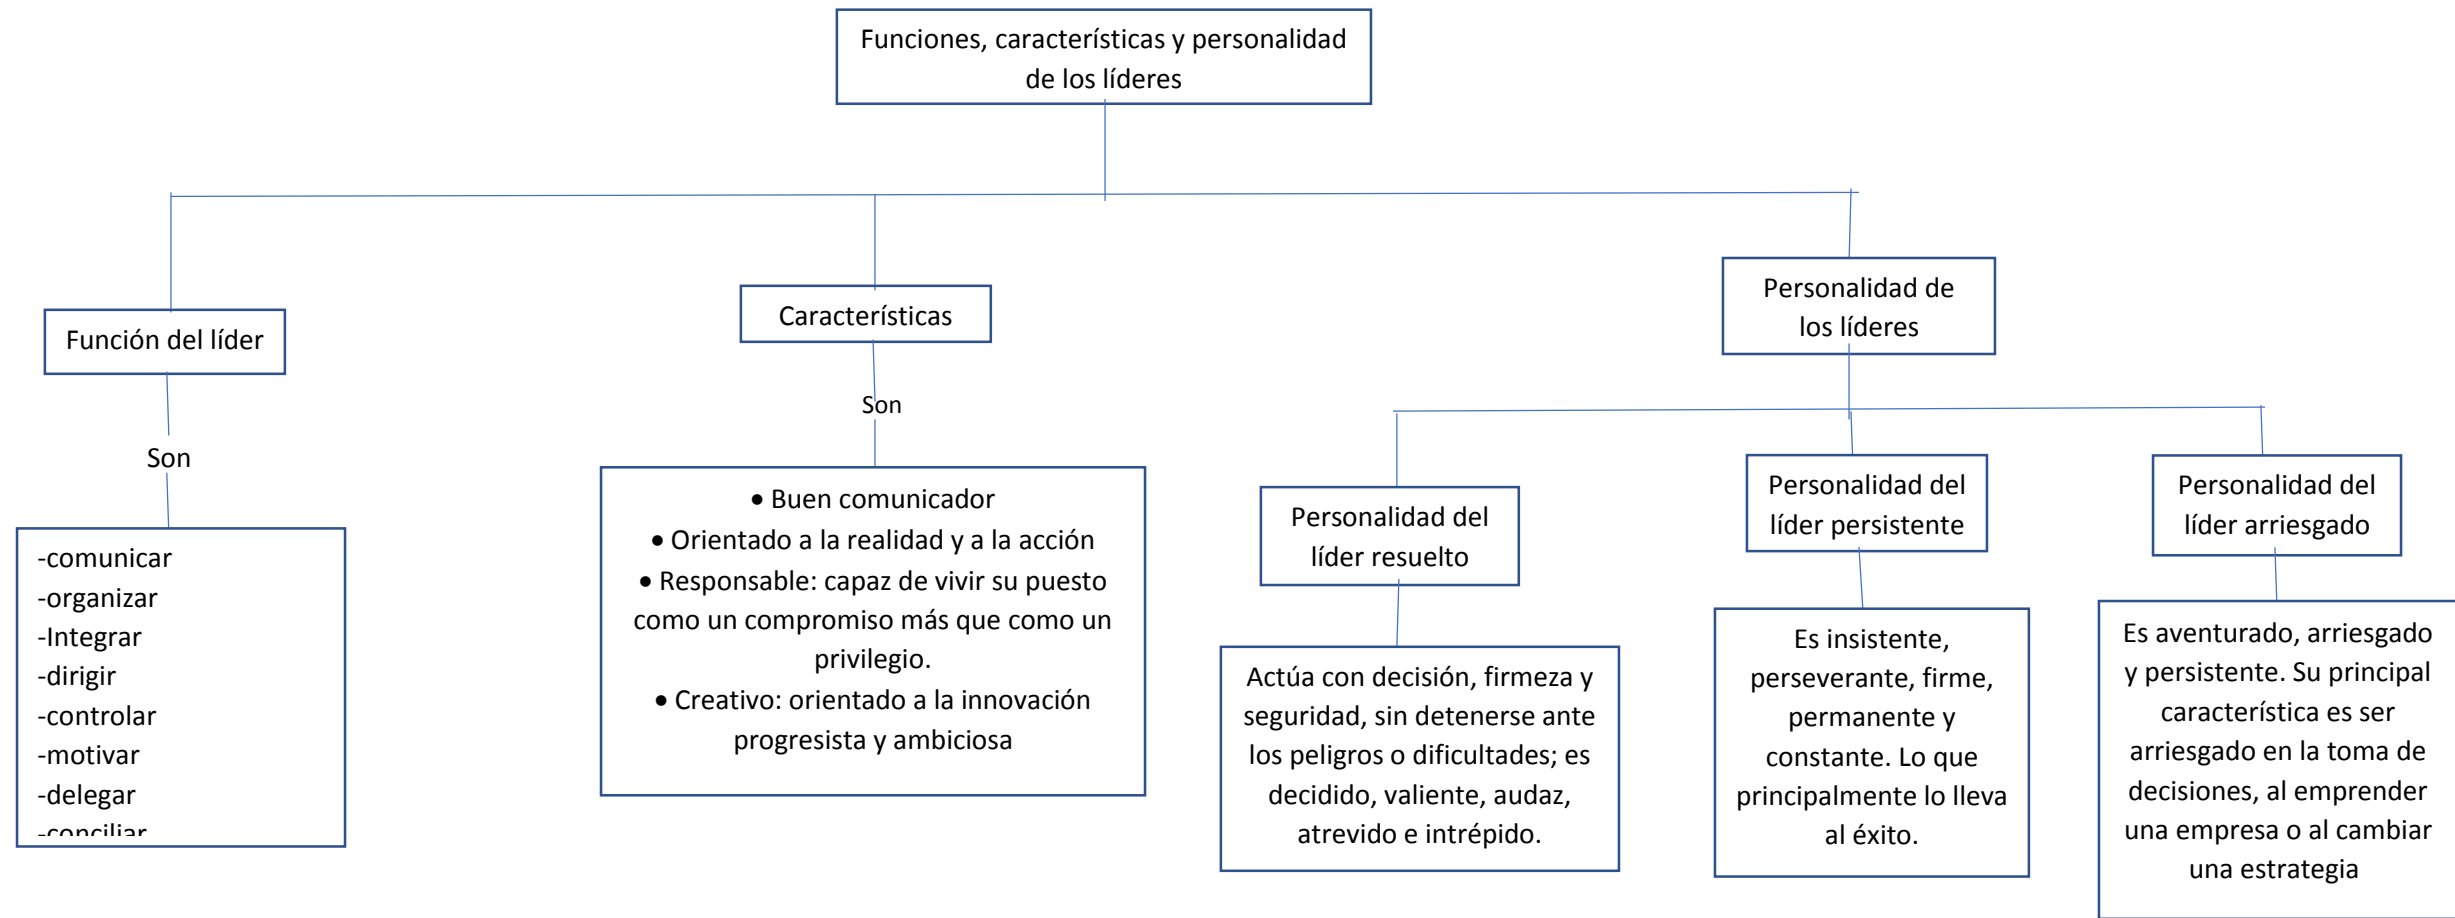 Funciones, características y personalidad
de los líderes
Función del líder
Son
-comunicar
-organizar
-Integrar
-dirigir
-controlar
-motivar
-delegar
-conciliar
Características
Son
• Buen comunicador
• Orientado a la realidad y a la acción
• Responsable: capaz de vivir su puesto
como un compromiso más que como un
privilegio.
• Creativo: orientado a la innovación
progresista y ambiciosa
Personalidad de
los líderes
Personalidad del
líder resuelto
Actúa con decisión, firmeza y
seguridad, sin detenerse ante
los peligros o dificultades; es
decidido, valiente, audaz,
atrevido e intrépido.
Personalidad del
líder persistente
Es insistente,
perseverante, firme,
permanente y
constante. Lo que
principalmente lo lleva
al éxito.
Personalidad del
líder arriesgado
Es aventurado, arriesgado
y persistente. Su principal
característica es ser
arriesgado en la toma de
decisiones, al emprender
una empresa o al cambiar
una estrategia